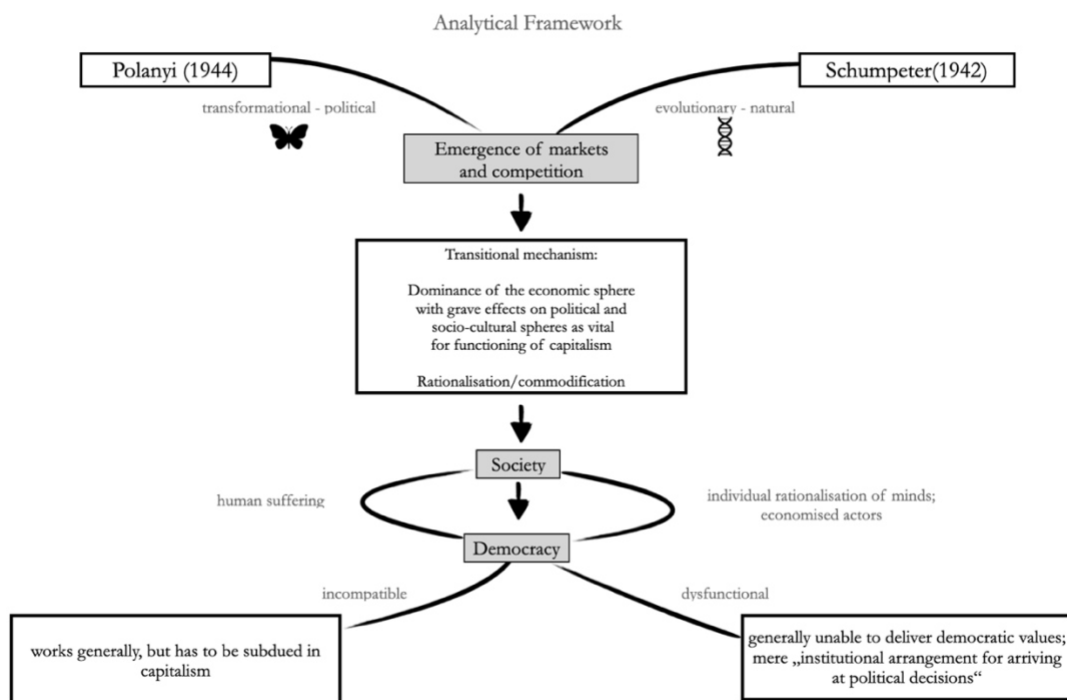 Analytical Framework
Polanyi (1944)
Schumpeter(1942)
transformational - political
evolutionary - natural
Emergence of markets
and competition
Transitional mechanism:
Dominance of the economic sphere
with grave effects on political and
socio-cultural spheres as vital
for functioning of capitalism
Rationalisation/commodification
Society
human suffering
individual rationalisation of minds;
economised actors
Democracy
incompatible
dysfunctional
works generally, but has to be subdued in
capitalism
generally unable to deliver democratic values;
mere „institutional arrangement for arriving
at political decisions“